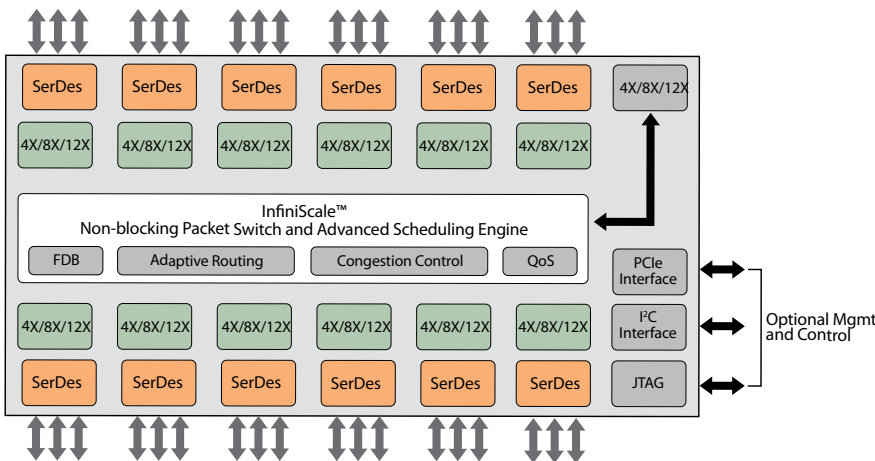 SerDes SerDes SerDes SerDes SerDes SerDes 4X/8X/12X
4X/8X/12X 4X/8X/12X 4X/8X/12X 4X/8X/12X 4X/8X/12X 4X/8X/12X
InfiniScale™
Non-blocking Packet Switch and Advanced Scheduling Engine
FDB Adaptive Routing Congestion Control QoS
PCIe
Interface
4X/8X/12X 4X/8X/12X 4X/8X/12X 4X/8X/12X 4X/8X/12X 4X/8X/12X
I²C
Interface
Optional Mgmt
and Control
SerDes SerDes SerDes SerDes SerDes SerDes JTAG